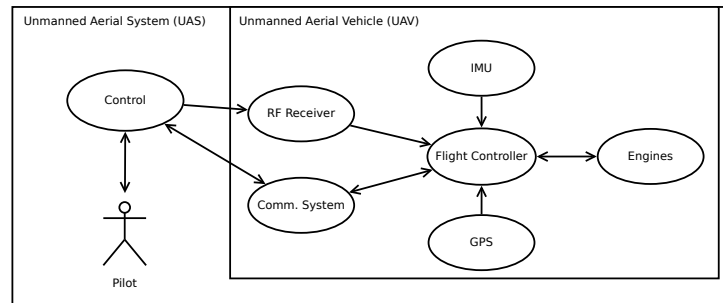 Unmanned Aerial System (UAS)
Unmanned Aerial Vehicle (UAV)
IMU
Control
RF Receiver
Flight Controller
Engines
Comm. System
GPS
Pilot